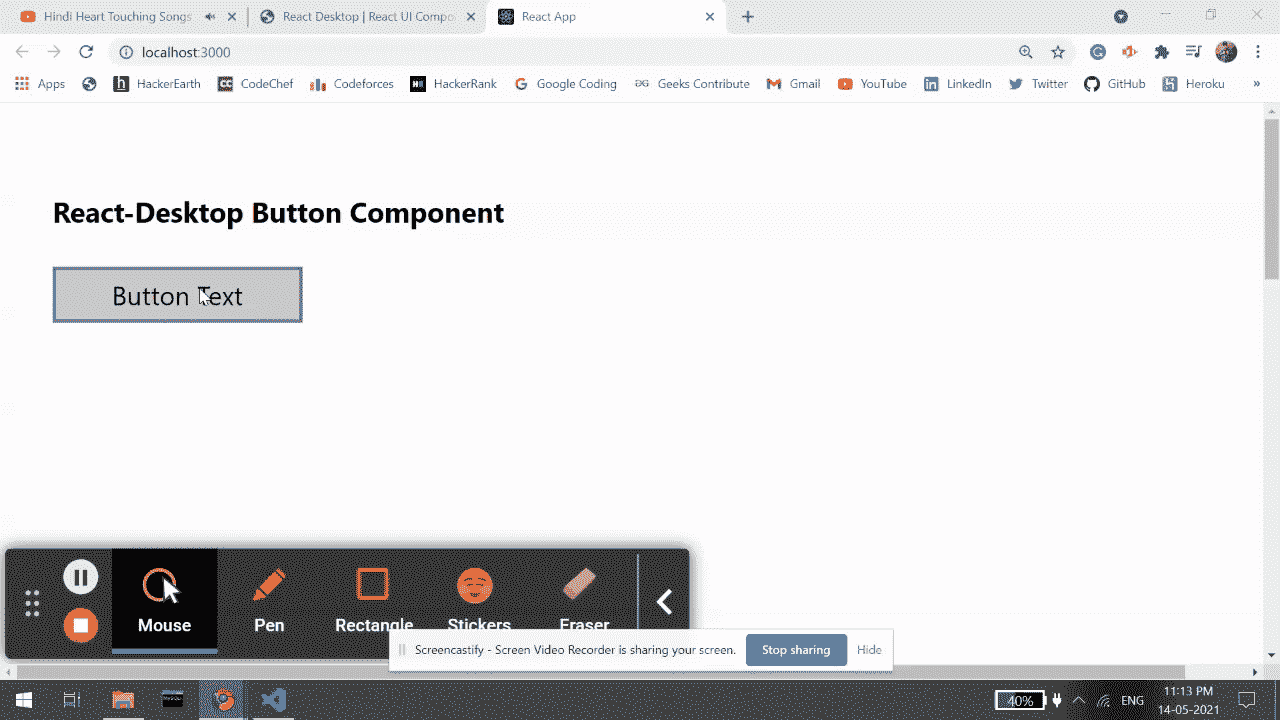 Hindi Heart Touching Songs
React Desktop | React UI Compo
React App
localhost:3000
Apps
HackerEarth
CodeChef
Codeforces
HackerRank
Google Coding
Geeks Contribute
Gmail
YouTube
LinkedIn
Twitter
GitHub
Heroku
»
React-Desktop Button Component
Button Text
Mouse
Pen
Rectangle
Stickers
Eraser
Screencastify - Screen Video Recorder is sharing your screen.
Stop sharing
Hide
40%
ENG
11:13 PM
14-05-2021